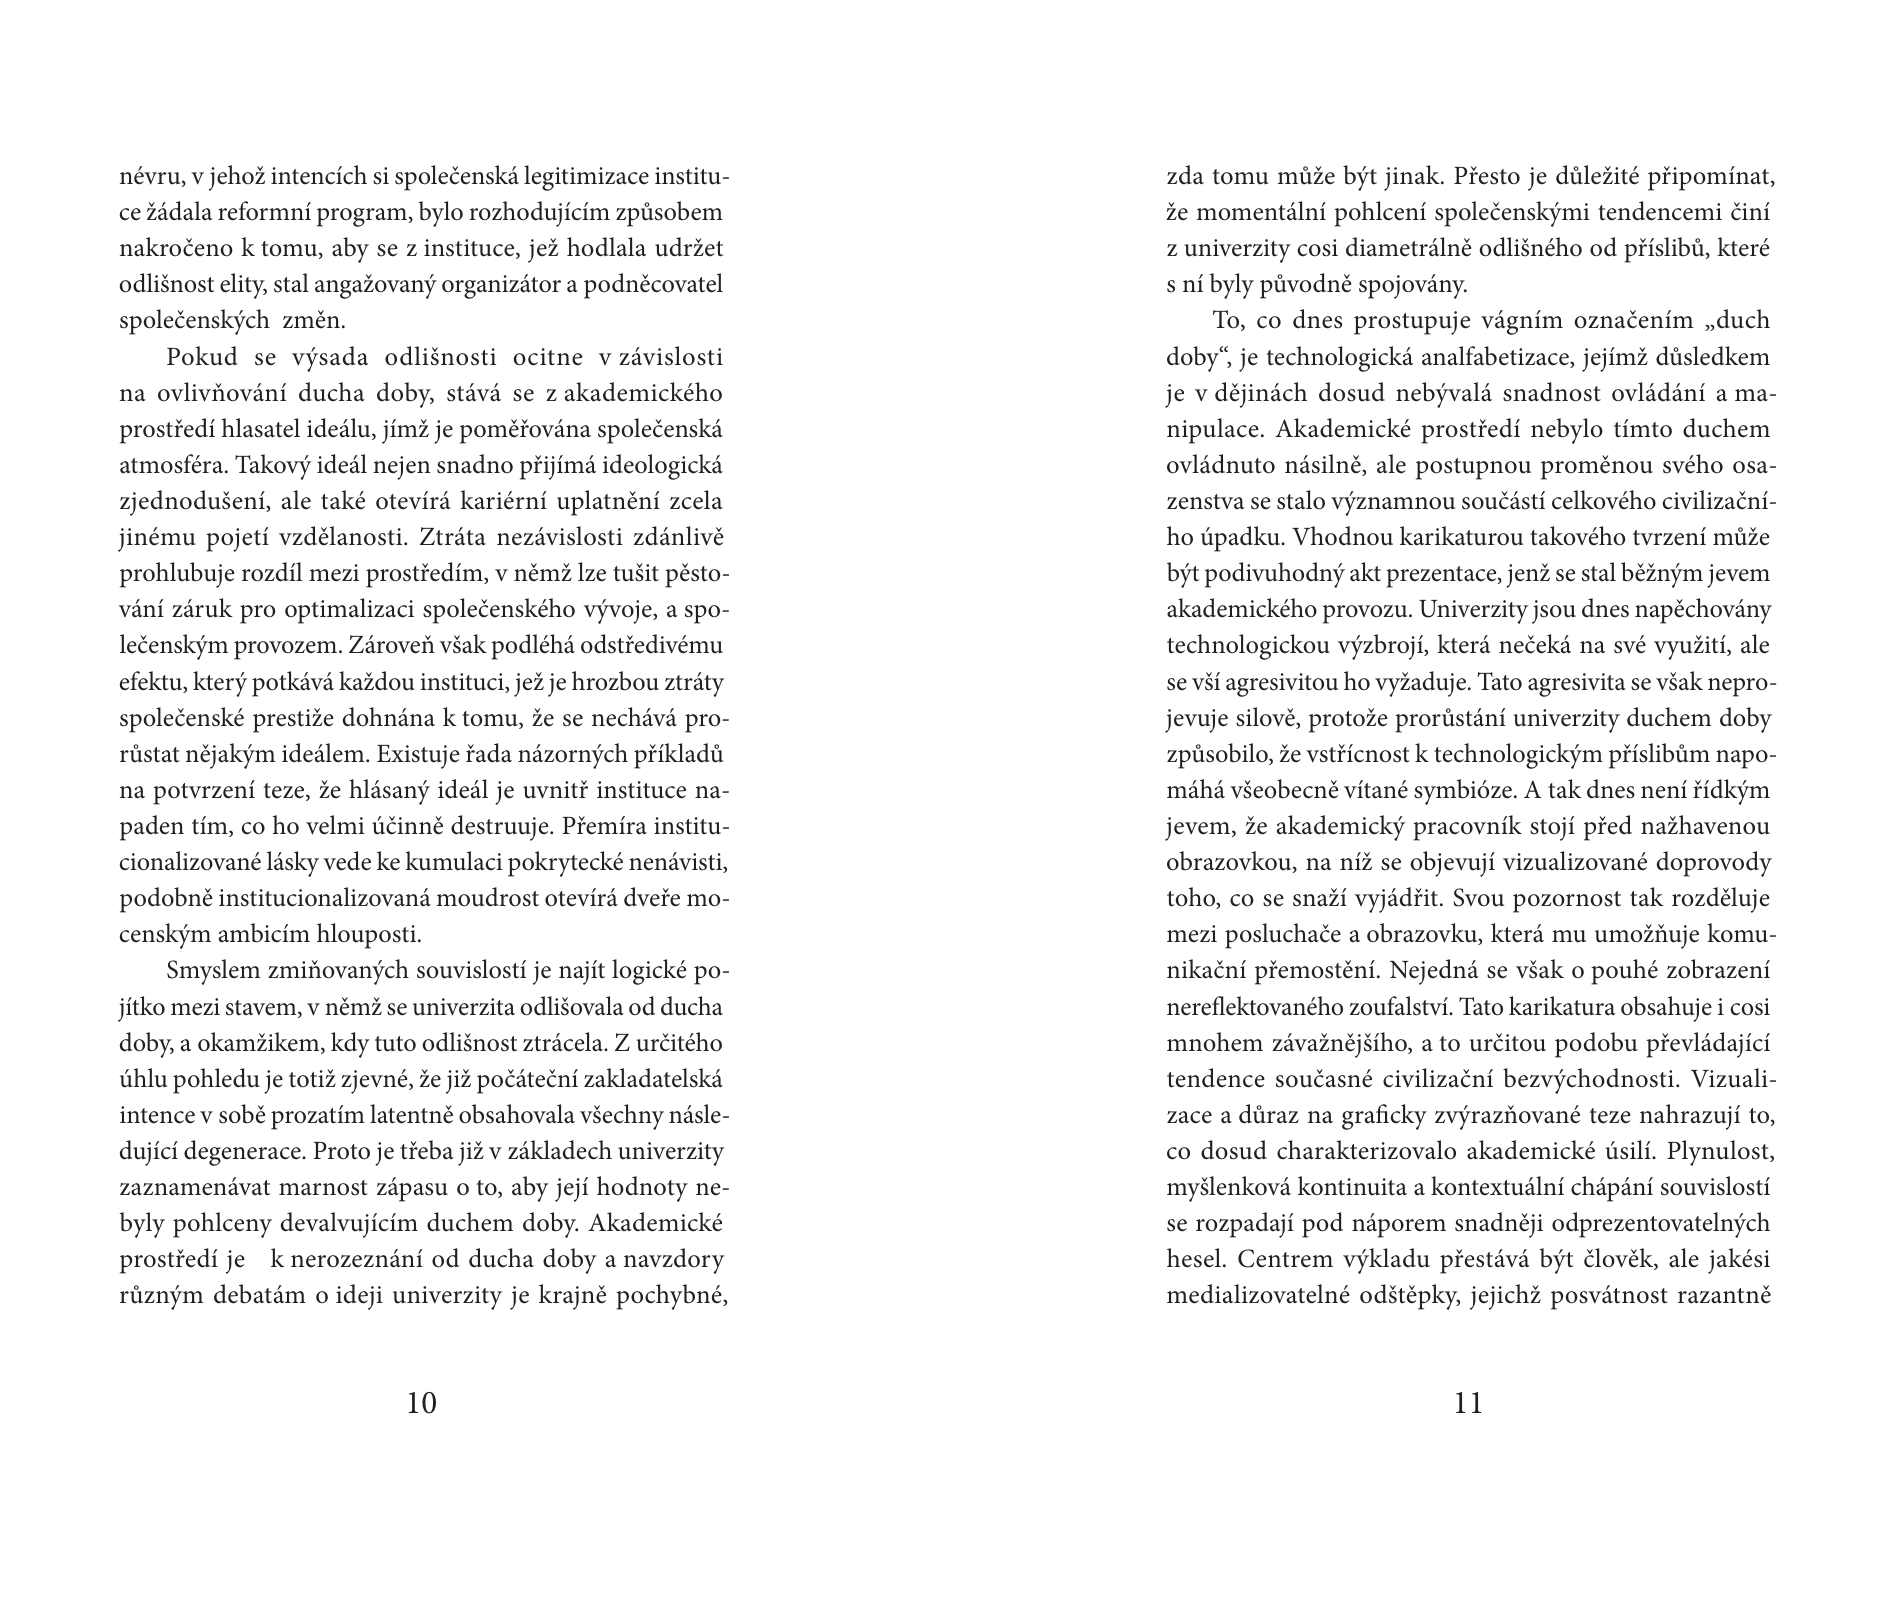 névru, v jehož intencích si společenská legitimizace institu-
ce žádala reformní program, bylo rozhodujícím způsobem
nakročeno k tomu, aby se z instituce, jež hodlala udržet
odlišnost elity, stal angažovaný organizátor a podněcovatel
společenských změn.
Pokud se výsada odlišnosti ocitne v závislosti
na ovlivňování ducha doby, stává se z akademického
prostředí hlasatel ideálu, jímž je poměřována společenská
atmosféra. Takový ideál nejen snadno přijímá ideologická
zjednodušení, ale také otevírá kariérní uplatnění zcela
jinému pojetí vzdělanosti. Ztráta nezávislosti zdánlivě
prohlubuje rozdíl mezi prostředím, v němž lze tušit pěsto-
vání záruk pro optimalizaci společenského vývoje, a spo-
lečenským provozem. Zároveň však podléhá odstředivému
efektu, který potkává každou instituci, jež je hrozbou ztráty
společenské prestiže dohnána k tomu, že se nechává pro-
růstat nějakým ideálem. Existuje řada názorných příkladů
na potvrzení teze, že hlásaný ideál je uvnitř instituce na-
paden tím, co ho velmi účinně destruuje. Přemíra institu-
cionalizované lásky vede ke kumulaci pokrytecké nenávisti,
podobně institucionalizovaná moudrost otevírá dveře mo-
cenským ambicím hlouposti.
Smyslem zmiňovaných souvislostí je najít logické po-
jítko mezi stavem, v němž se univerzita odlišovala od ducha
doby, a okamžikem, kdy tuto odlišnost ztrácela. Z určitého
úhlu pohledu je totiž zjevné, že již počáteční zakladatelská
intence v sobě prozatím latentně obsahovala všechny násle-
dující degenerace. Proto je třeba již v základech univerzity
zaznamenávat marnost zápasu o to, aby její hodnoty ne-
byly pohlceny devalvujícím duchem doby. Akademické
prostředí je k nerozeznání od ducha doby a navzdory
různým debatám o ideji univerzity je krajně pochybné,
10
zda tomu může být jinak. Přesto je důležité připomínat,
že momentální pohlcení společenskými tendencemi činí
z univerzity cosi diametrálně odlišného od příslibů, které
s ní byly původně spojovány.
To, co dnes prostupuje vágním označením „duch
doby“, je technologická analfabetizace, jejímž důsledkem
je v dějinách dosud nebývalá snadnost ovládání a ma-
nipulace. Akademické prostředí nebylo tímto duchem
ovládnuto násilně, ale postupnou proměnou svého osa-
zenstva se stalo významnou součástí celkového civilizační-
ho úpadku. Vhodnou karikaturou takového tvrzení může
být podivuhodný akt prezentace, jenž se stal běžným jevem
akademického provozu. Univerzity jsou dnes napěchovány
technologickou výzbrojí, která nečeká na své využití, ale
se vší agresivitou ho vyžaduje. Tato agresivita se však nepro-
jevuje silově, protože prorůstání univerzity duchem doby
způsobilo, že vstřícnost k technologickým příslibům napo-
máhá všeobecně vítané symbióze. A tak dnes není řídkým
jevem, že akademický pracovník stojí před nažhavenou
obrazovkou, na níž se objevují vizualizované doprovody
toho, co se snaží vyjádřit. Svou pozornost tak rozděluje
mezi posluchače a obrazovku, která mu umožňuje komu-
nikační přemostění. Nejedná se však o pouhé zobrazení
nereflektovaného zoufalství. Tato karikatura obsahuje i cosi
mnohem závažnějšího, a to určitou podobu převládající
tendence současné civilizační bezvýchodnosti. Vizuali-
zace a důraz na graficky zvýrazňované teze nahrazují to,
co dosud charakterizovalo akademické úsilí. Plynulost,
myšlenková kontinuita a kontextuální chápání souvislostí
se rozpadají pod náporem snadněji odprezentovatelných
hesel. Centrem výkladu přestává být člověk, ale jakési
medializovatelné odštěpky, jejichž posvátnost razantně
11